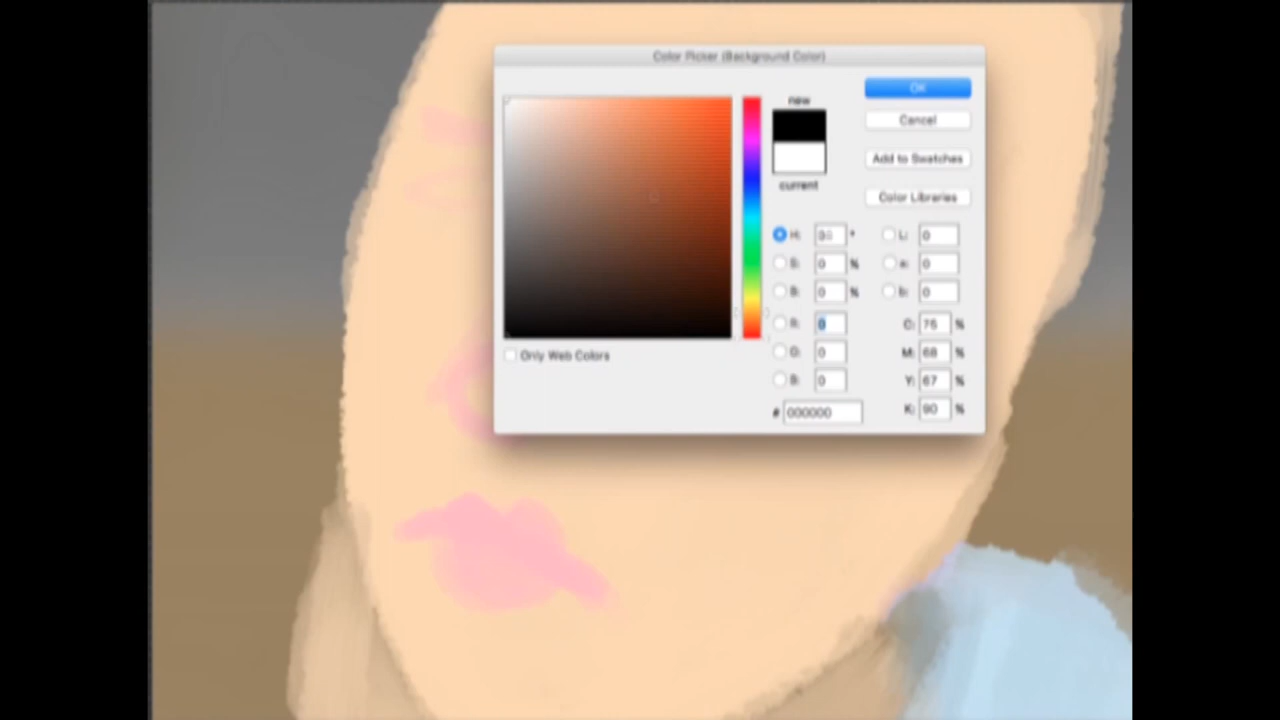 Color Picker (Background Color)
OK
new
Cancel
Add to Swatches
current
Color Libraries
H: °
L: 0
S: 0 %
a: 0
B: 0 %
b: 0
R: 0
C: 75 %
G: 0
M: 68 %
B: 0
Y: 67 %
# 000000
K: 90 %
Only Web Colors